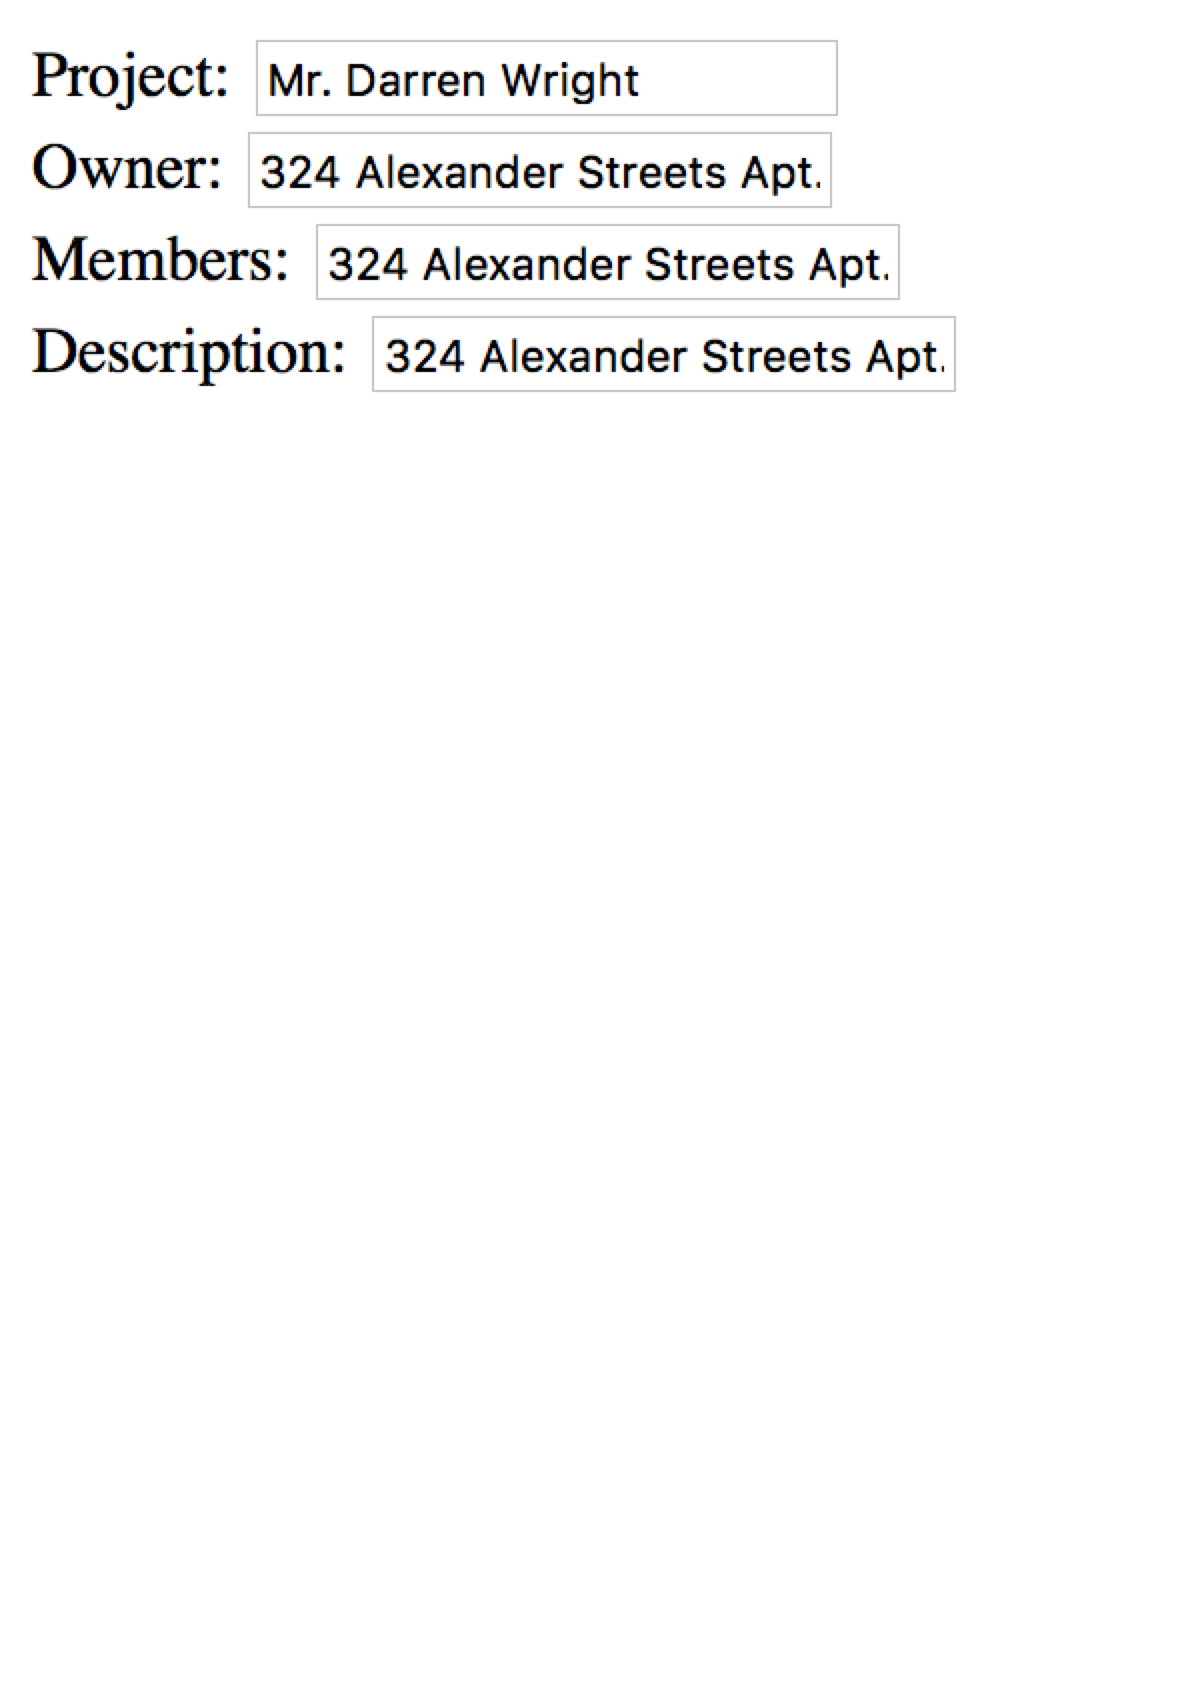 Project: Mr. Darren Wright
Owner: 324 Alexander Streets Apt.
Members: 324 Alexander Streets Apt.
Description: 324 Alexander Streets Apt.